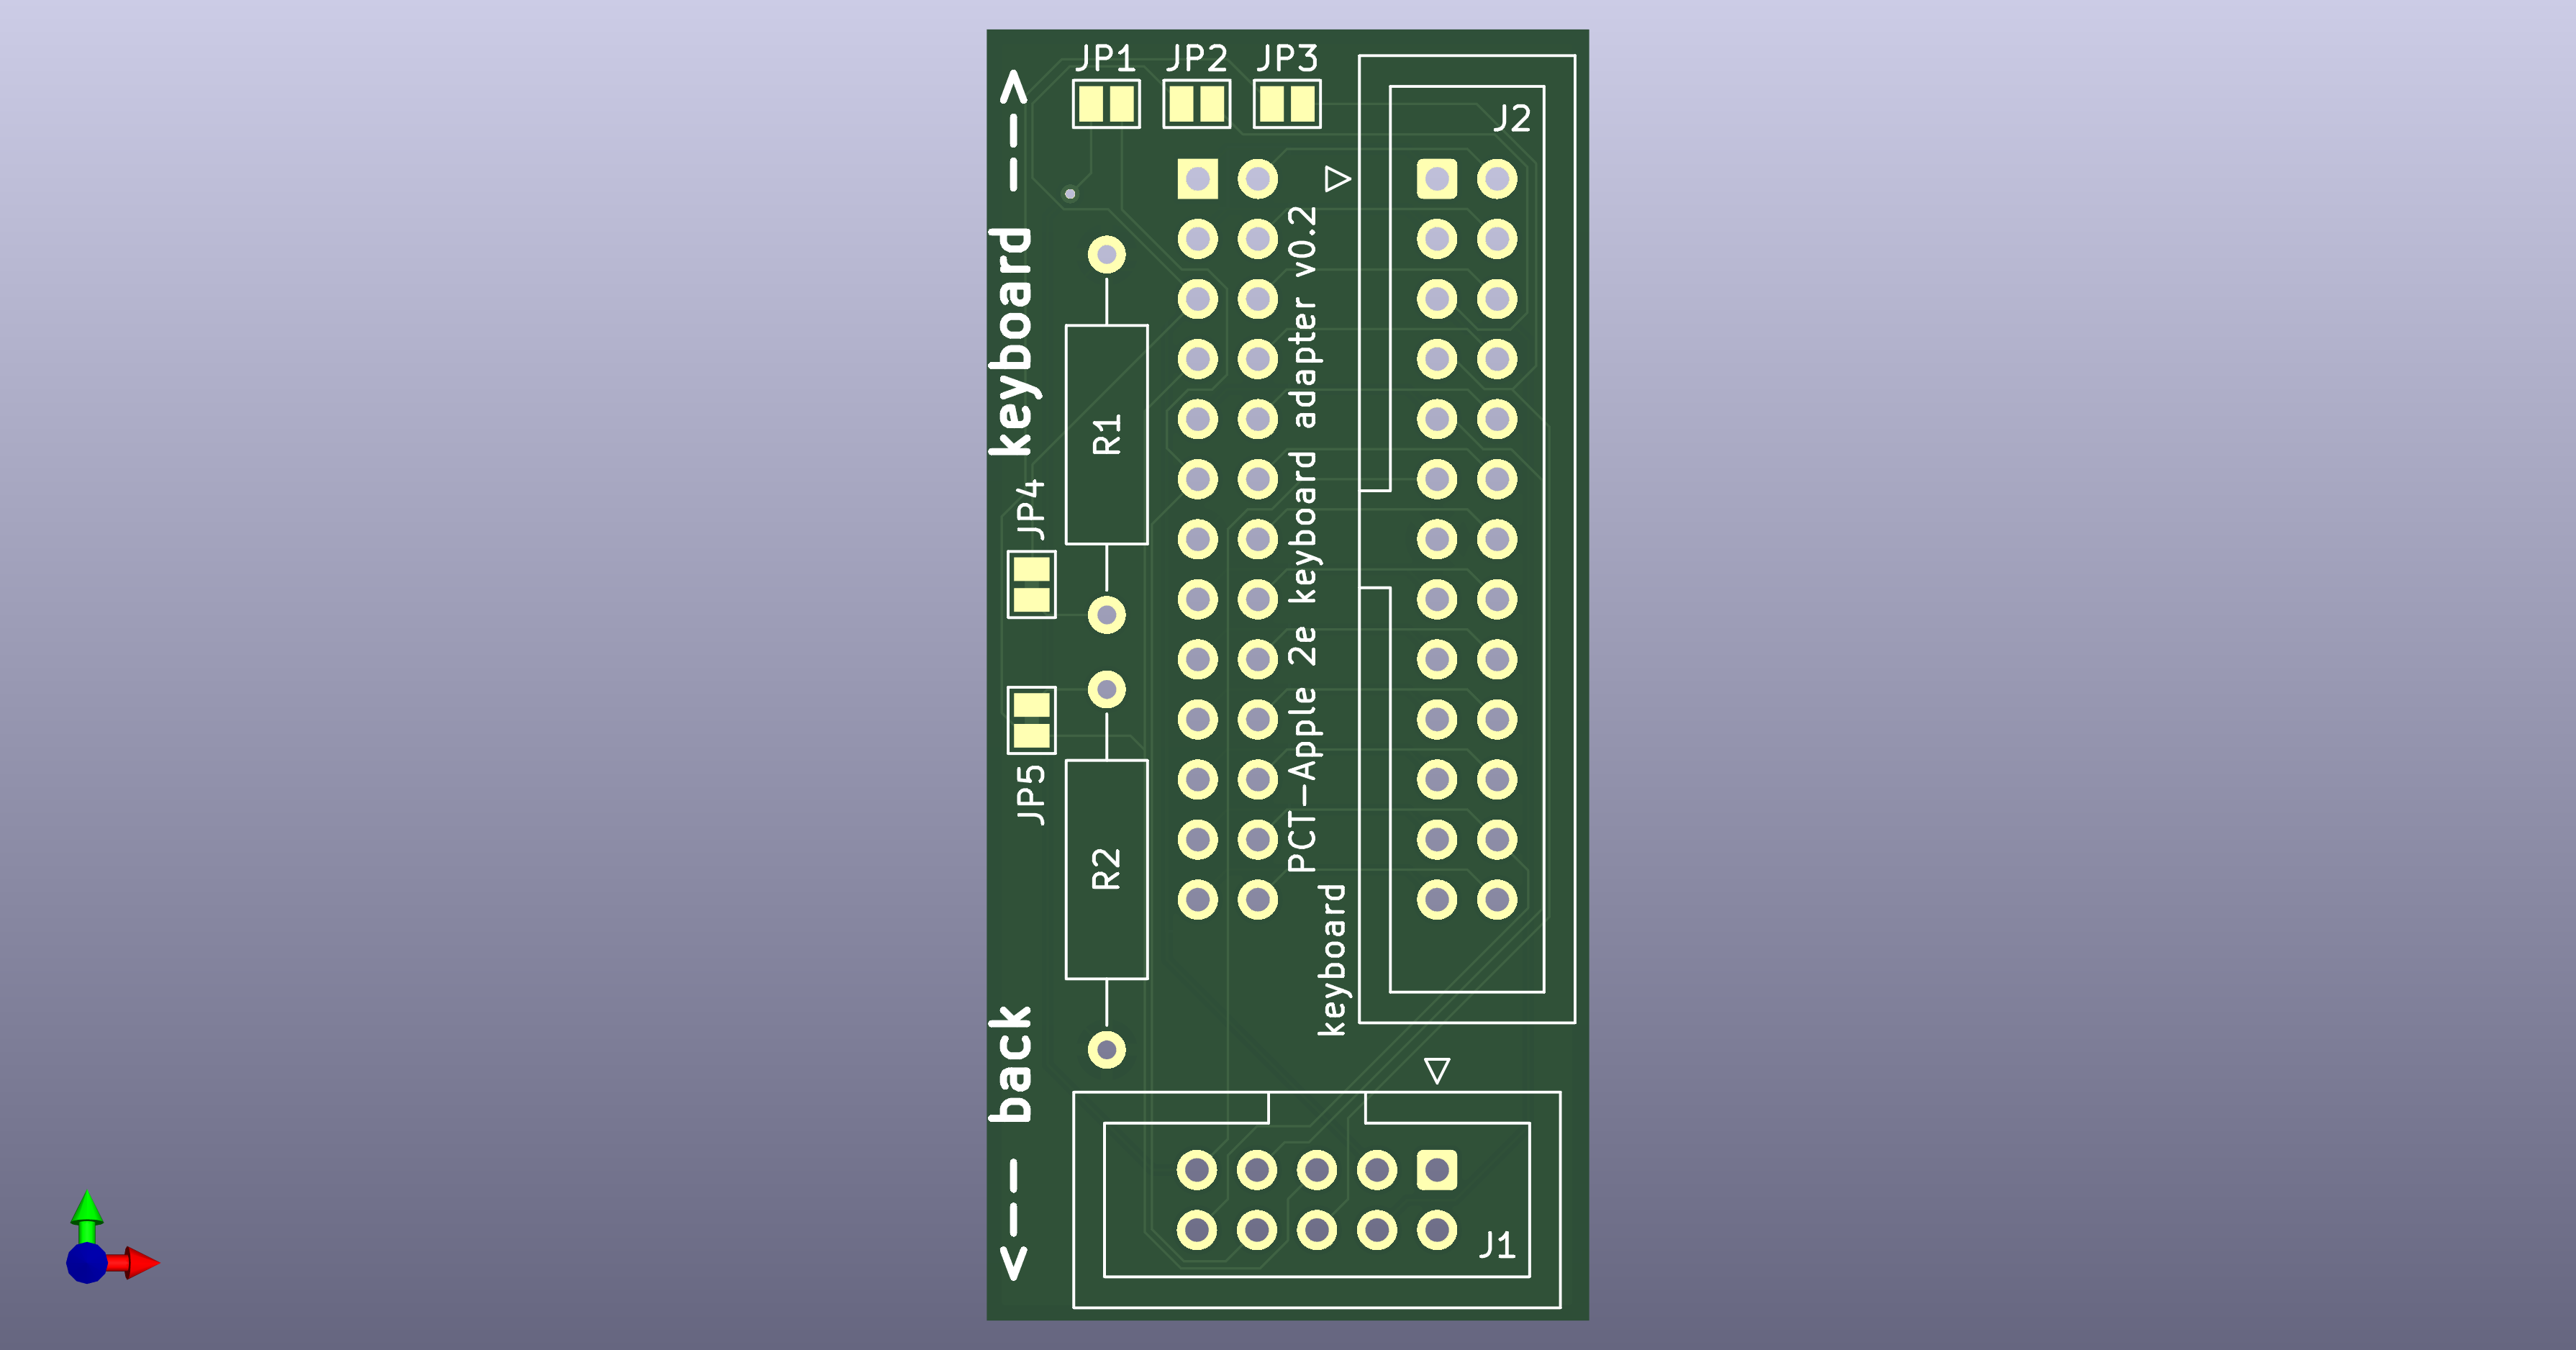 JP1 JP2 JP3
J2
keyboard -->
JP4
R1
JP5
R2
PCT-Apple 2e keyboard adapter v0.2
keyboard
<-- back
J1